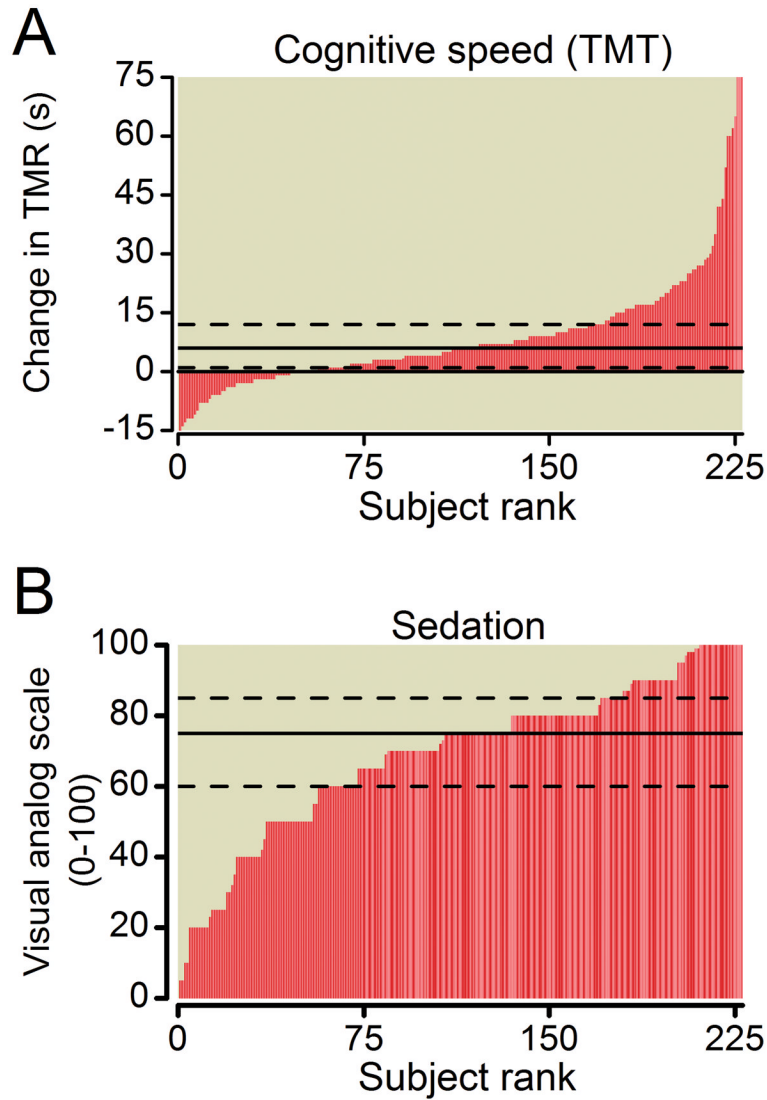 A
Cognitive speed (TMT)
Change in TMR (s)
75
60
45
30
15
0
-15
0 75 150 225
Subject rank
B
Sedation
Visual analog scale
(0-100)
100
80
60
40
20
0
0 75 150 225
Subject rank